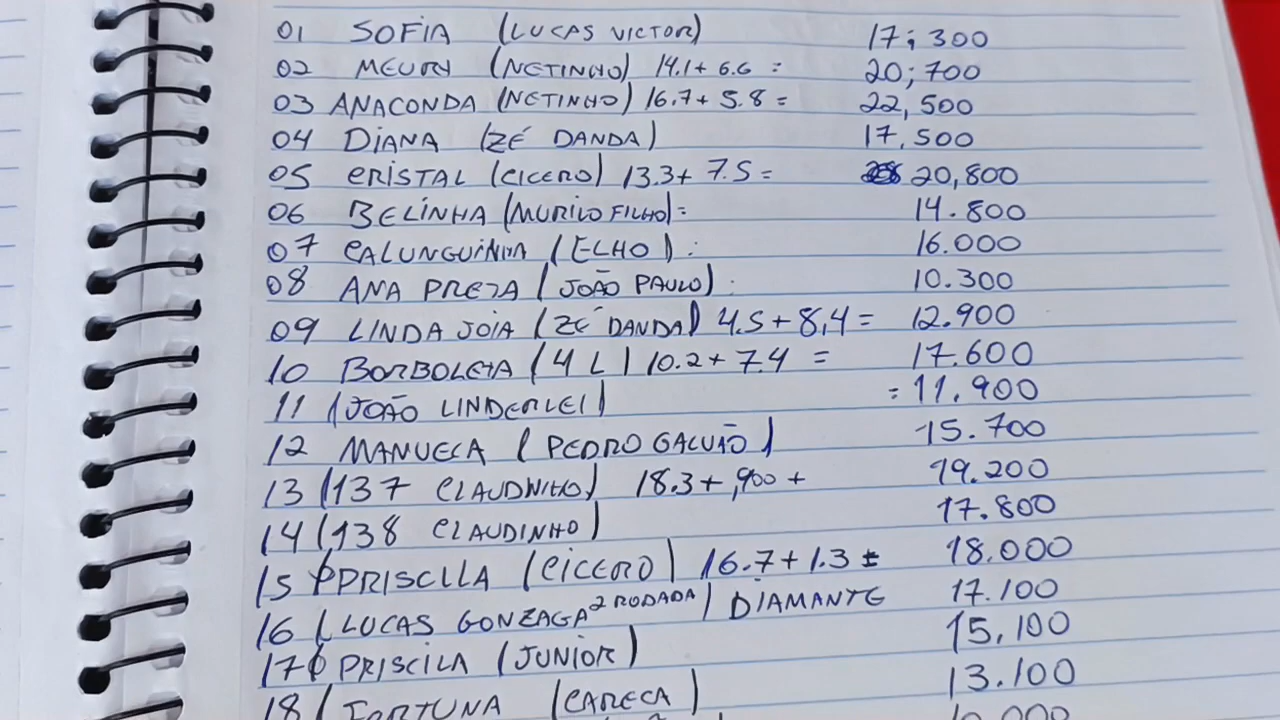 01 SOFIA (LUCAS VICTOR) 17;300
02 MEURY (NETINHO) 14.1+6.6 = 20;700
03 ANACONDA (NETINHO) 16.7+5.8 = 22,500
04 DIANA (ZÉ DANDA) 17,500
05 CRISTAL (CICERO) 13.3+7.5 = 20,800
06 BELINHA (MURILO FILHO) = 14.800
07 CALUNGUINHA (ELHO) : 16.000
08 ANA PRETA (JOÃO PAULO) : 10.300
09 LINDA JOIA (ZÉ DANDA) 4.5+8,4 = 12.900
10 BORBOLETA (4 L) 10.2+7.4 = 17.600
11 (JOÃO LINDERLEI) = 11.900
12 MANUELA (PEDRO GALVÃO) 15.700
13 (137 CLAUDINHO) 18.3+,900+ 19.200
14 (138 CLAUDINHO) 17.800
15 PRISCILLA (CICERO) 16.7+1.3 = 18.000
16 (LUCAS GONZAGA 2 RODADA) DIAMANTE 17.100
17 PRISCILA (JUNIOR) 15,100
18 (FORTUNA (CARECA) 13.100